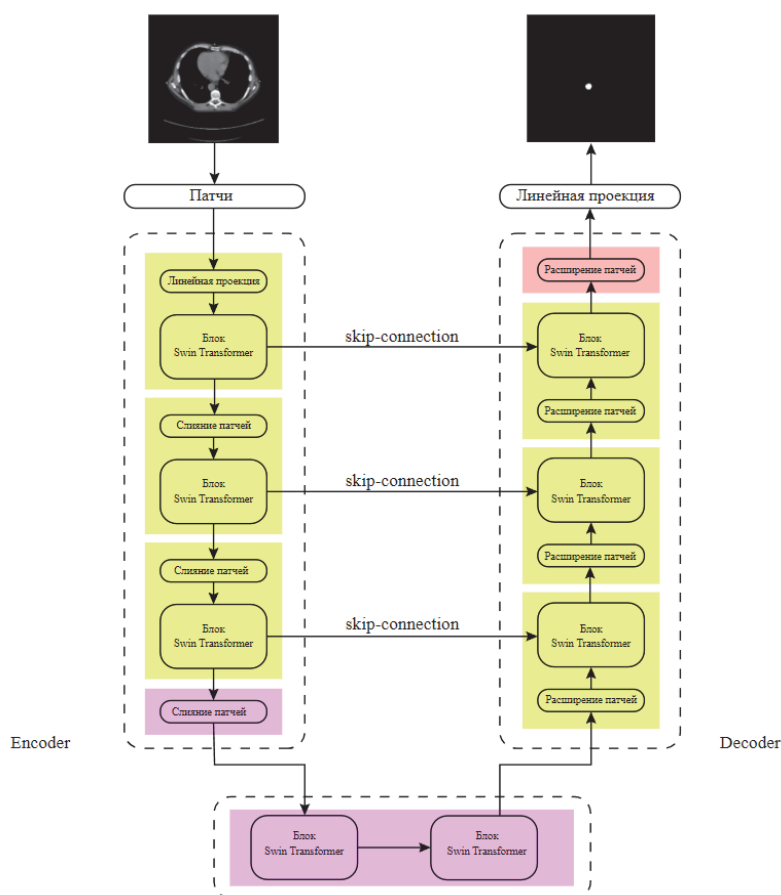 Патчи
Линейная проекция
Линейная проекция
Расширение патчей
Блок
Swin Transformer
skip-connection
Блок
Swin Transformer
Слияние патчей
Расширение патчей
Блок
Swin Transformer
skip-connection
Блок
Swin Transformer
Слияние патчей
Расширение патчей
Блок
Swin Transformer
skip-connection
Блок
Swin Transformer
Слияние патчей
Расширение патчей
Encoder
Decoder
Блок
Swin Transformer
Блок
Swin Transformer